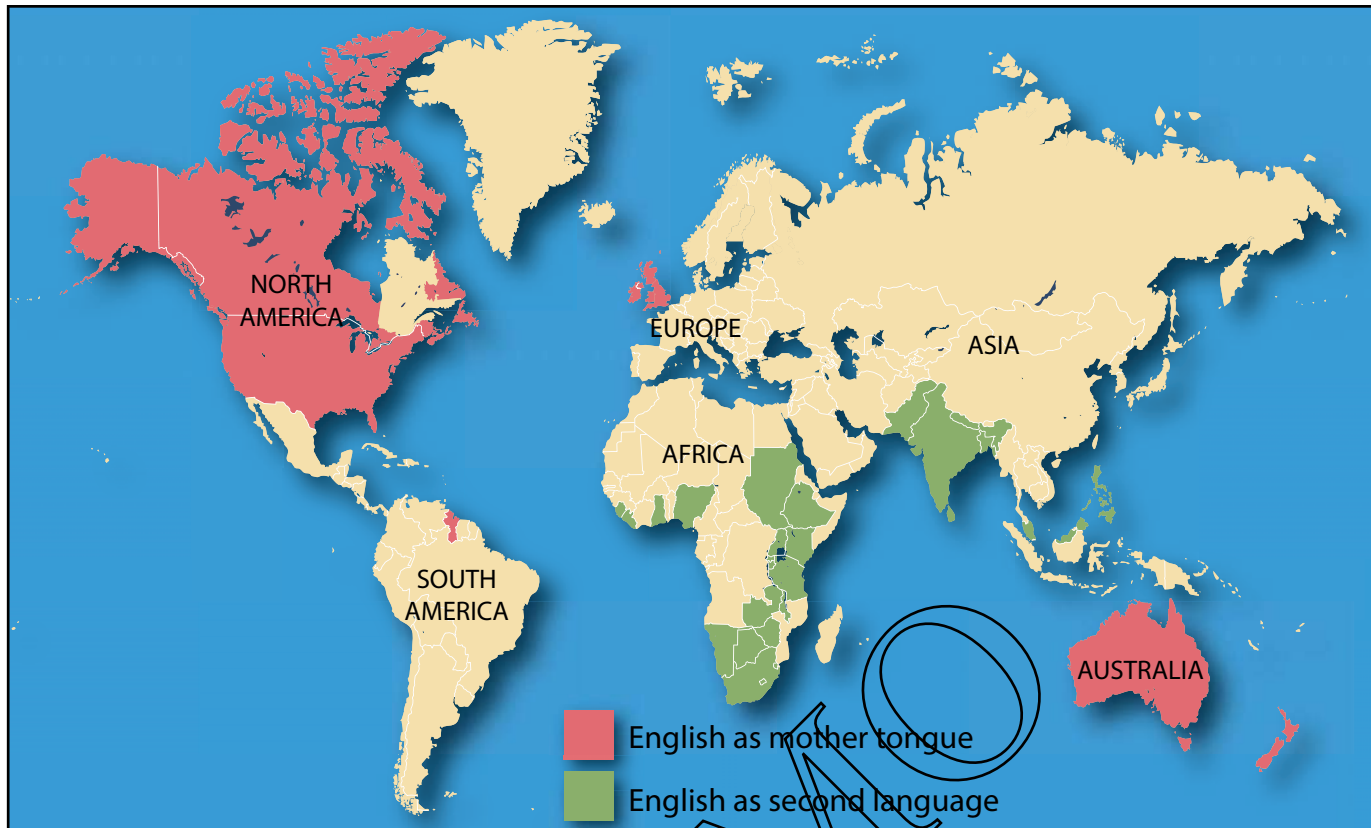 NORTH
AMERICA
EUROPE
ASIA
AFRICA
SOUTH
AMERICA
AUSTRALIA
English as mother tongue
English as second language